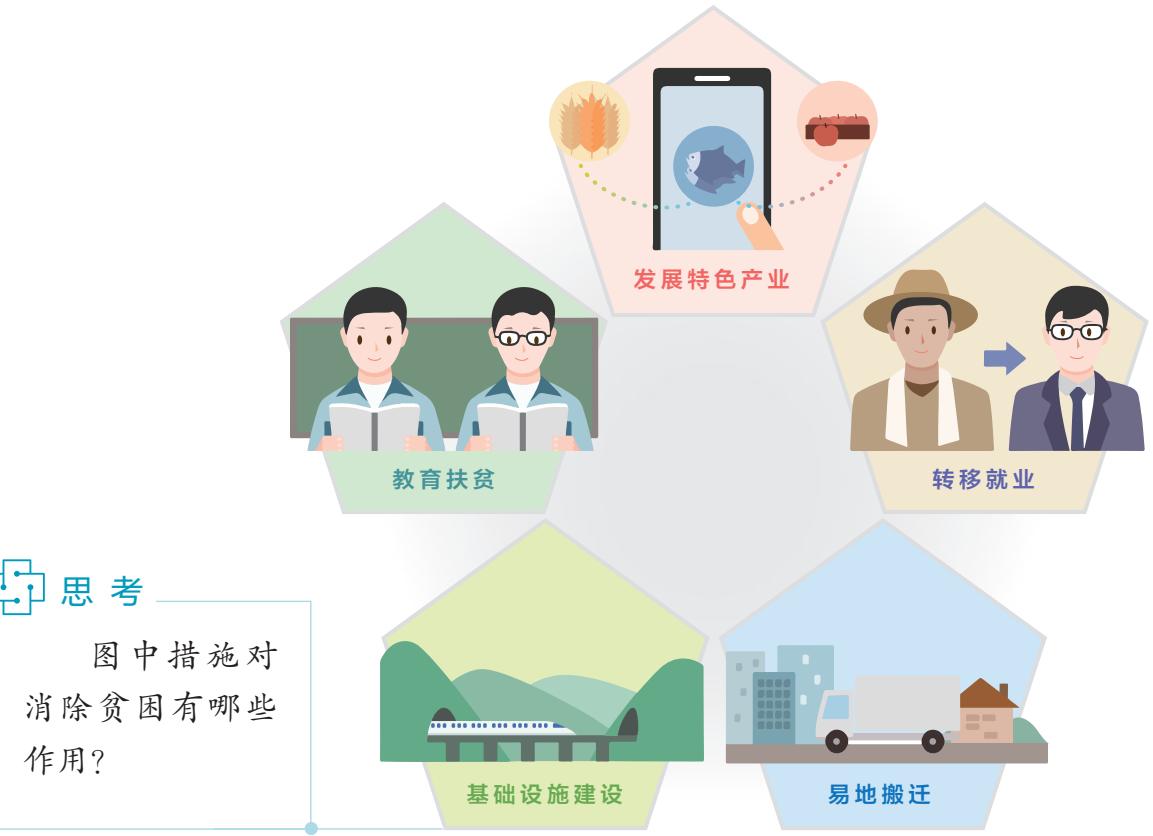 发展特色产业
教育扶贫
转移就业
基础设施建设
易地搬迁
思考
图中措施对
消除贫困有哪些
作用？